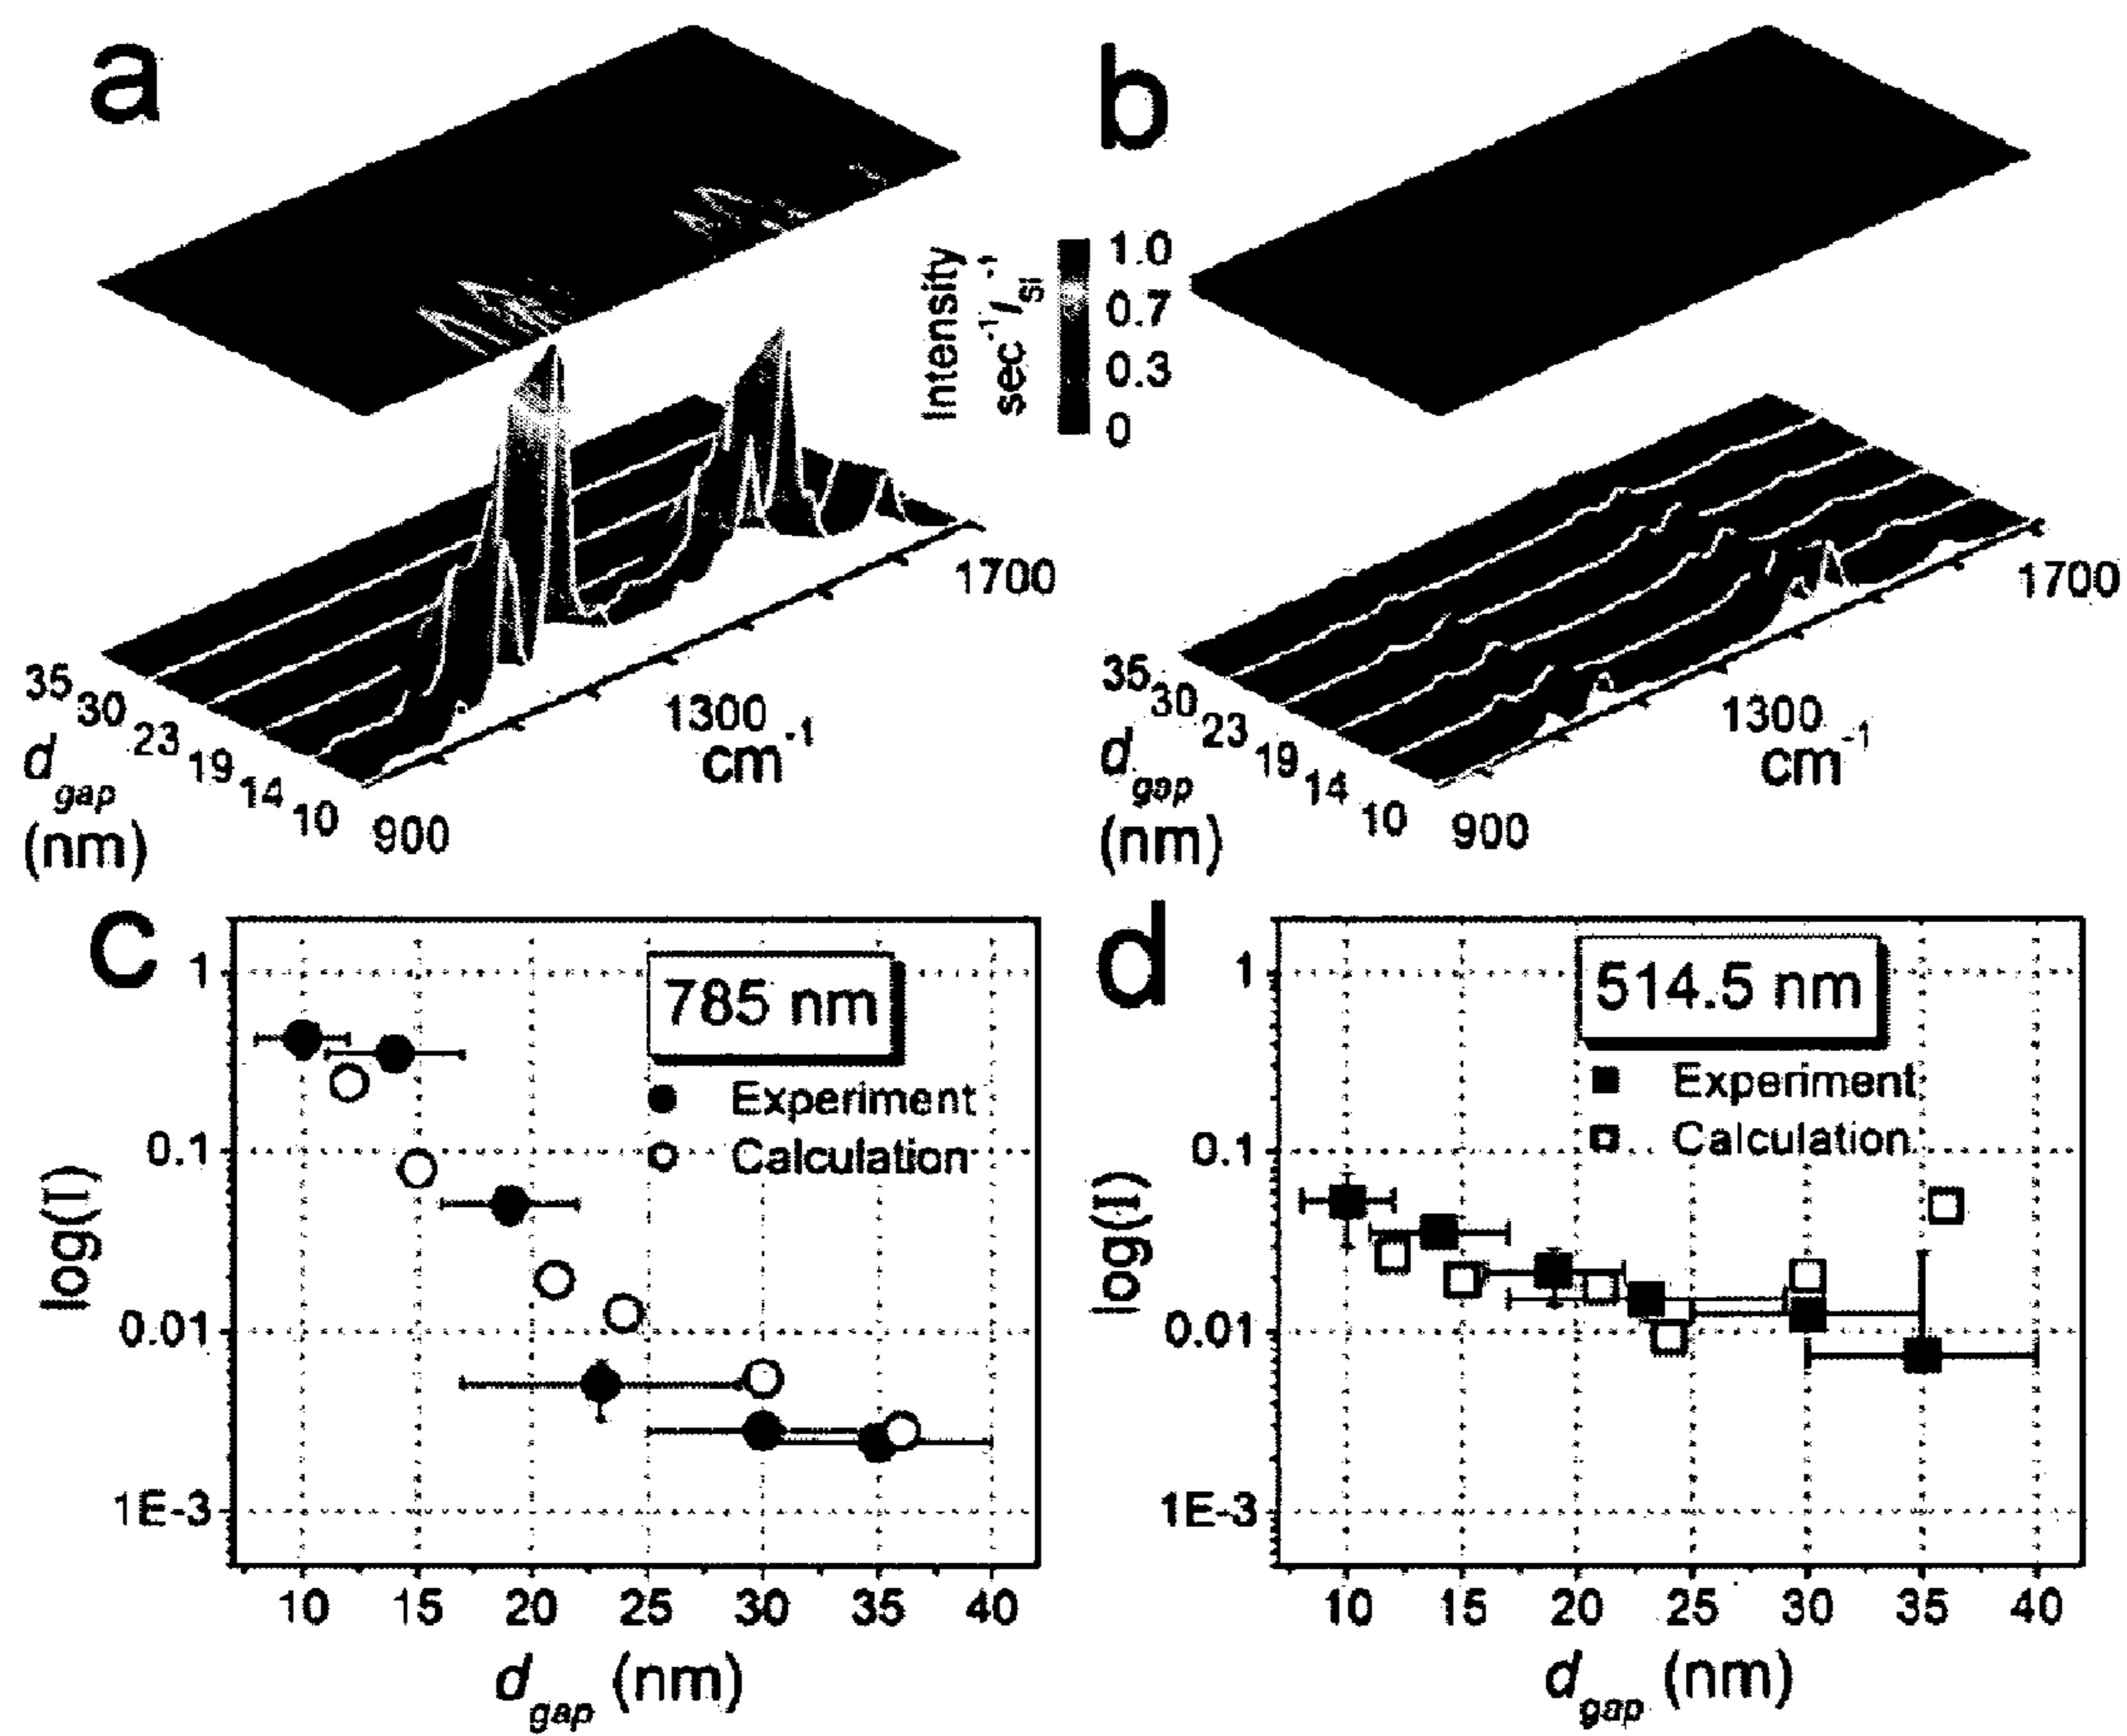 a
b
Intensity
sec⁻¹/I_Si⁻¹
1.0
0.7
0.3
0
35 30 23 19 14 10
d_gap
(nm)
900
1300
1700
cm⁻¹
35 30 23 19 14 10
d_gap
(nm)
900
1300
1700
cm⁻¹
c
785 nm
Experiment
Calculation
log(I)
1
0.1
0.01
1E-3
10 15 20 25 30 35 40
d_gap (nm)
d
514.5 nm
Experiment
Calculation
log(I)
1
0.1
0.01
1E-3
10 15 20 25 30 35 40
d_gap (nm)